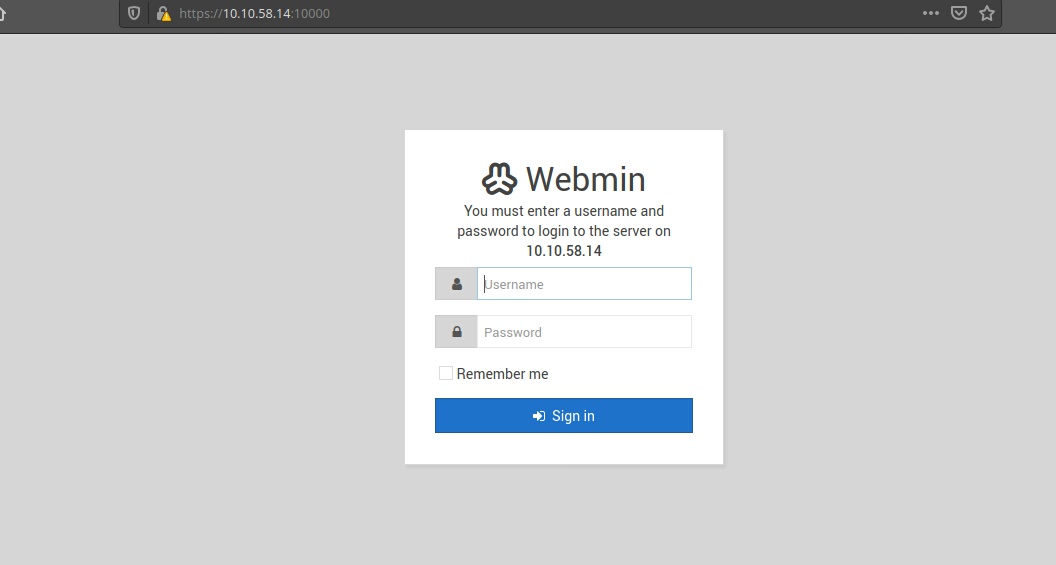 https://10.10.58.14:10000
Webmin
You must enter a username and
password to login to the server on
10.10.58.14
Username
Password
Remember me
Sign in